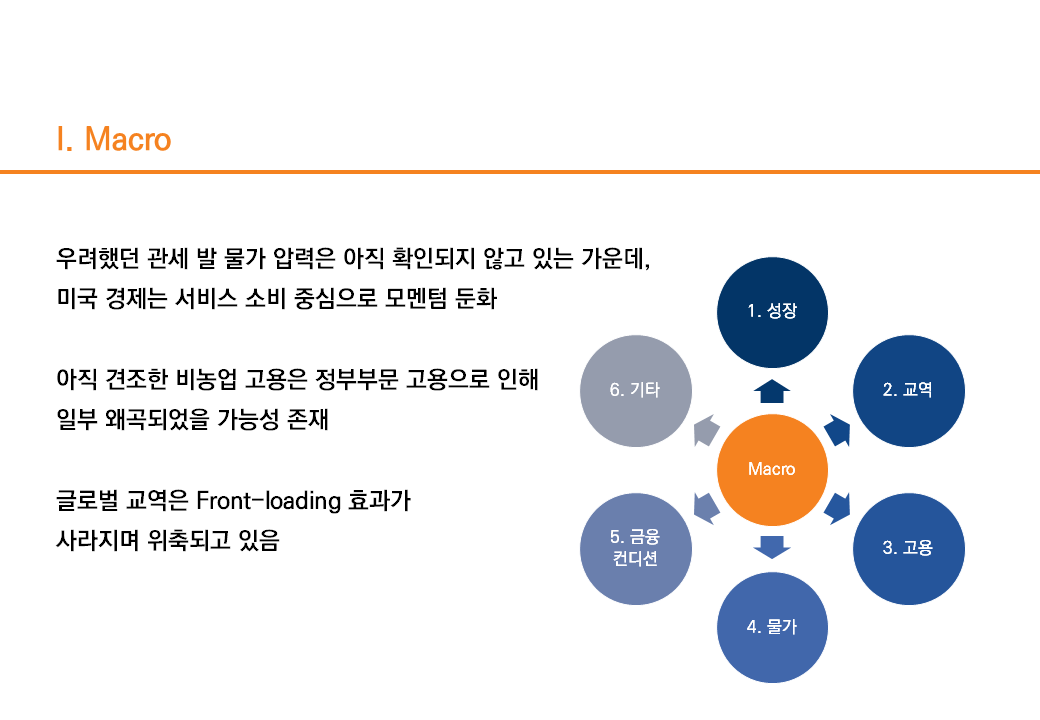 I. Macro
우려했던 관세 발 물가 압력은 아직 확인되지 않고 있는 가운데,
미국 경제는 서비스 소비 중심으로 모멘텀 둔화
아직 견조한 비농업 고용은 정부부문 고용으로 인해
일부 왜곡되었을 가능성 존재
글로벌 교역은 Front-loading 효과가
사라지며 위축되고 있음
1. 성장
2. 교역
3. 고용
4. 물가
5. 금융
컨디션
6. 기타
Macro